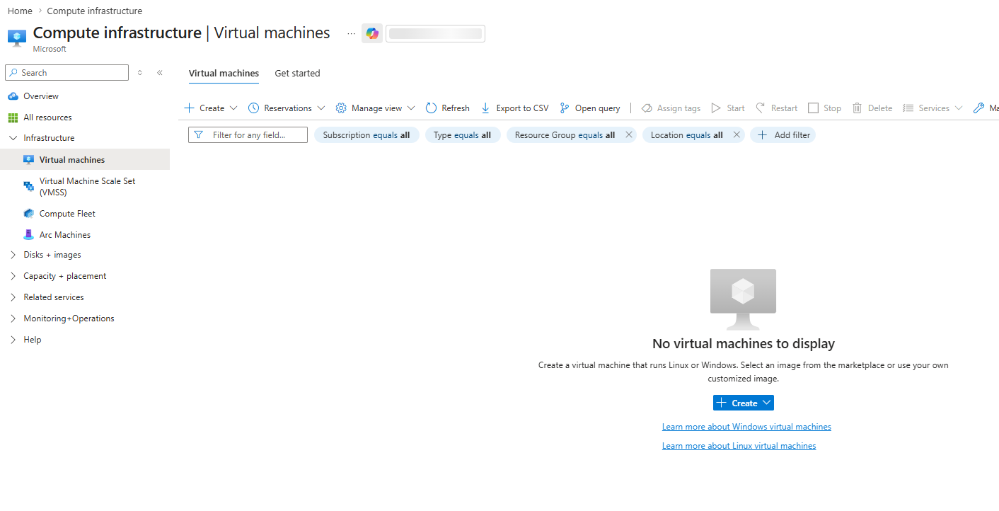 Home > Compute infrastructure
Compute infrastructure | Virtual machines
Microsoft
Search
Overview
All resources
Infrastructure
Virtual machines
Virtual Machine Scale Set
(VMSS)
Compute Fleet
Arc Machines
Disks + images
Capacity + placement
Related services
Monitoring+Operations
Help
Virtual machines Get started
Create Reservations Manage view Refresh Export to CSV Open query Assign tags Start Restart Stop Delete Services Ma
Filter for any field... Subscription equals all Type equals all Resource Group equals all Location equals all Add filter
No virtual machines to display
Create a virtual machine that runs Linux or Windows. Select an image from the marketplace or use your own
customized image.
Create
Learn more about Windows virtual machines
Learn more about Linux virtual machines